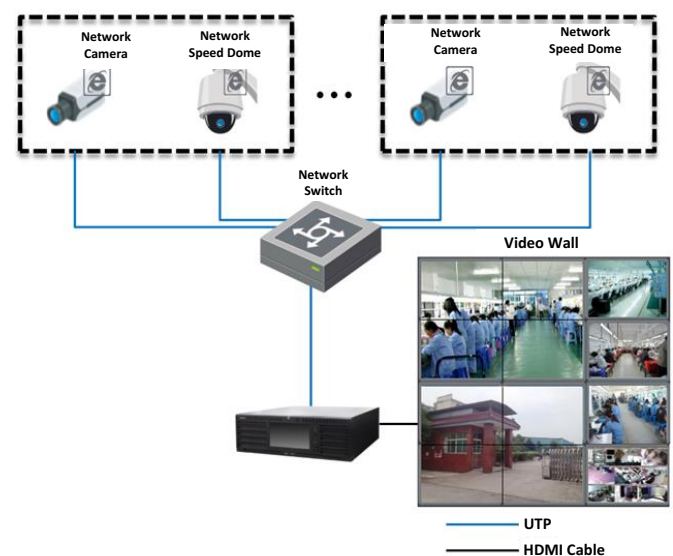 Network
Camera
Network
Speed Dome
Network
Camera
Network
Speed Dome
Network
Switch
Video Wall
UTP
HDMI Cable